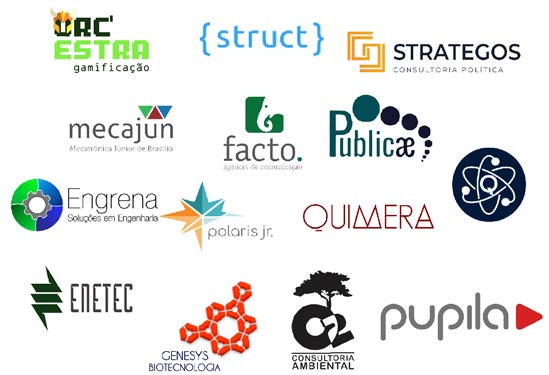 ORC'
ESTRA
gamificação
{struct}
STRATEGOS
CONSULTORIA POLÍTICA
mecajun
Mecatrônica Júnior de Brasília
facto.
agência de comunicação
Publicæ
Engrena
Soluções em Engenharia
polaris jr.
QUIMERA
ENETEC
GENESYS
BIOTECNOLOGIA
C2
CONSULTORIA
AMBIENTAL
pupila